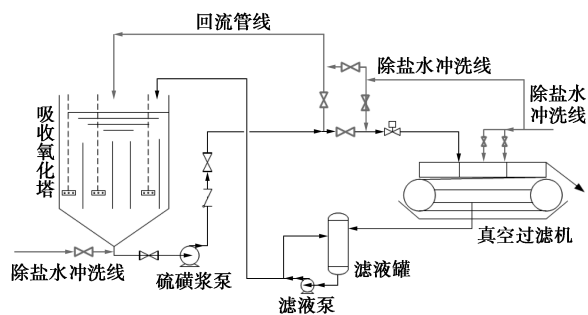 回流管线
除盐水冲洗线
除盐水
冲洗线
吸收氧化塔
真空过滤机
除盐水冲洗线
硫磺浆泵
滤液罐
滤液泵